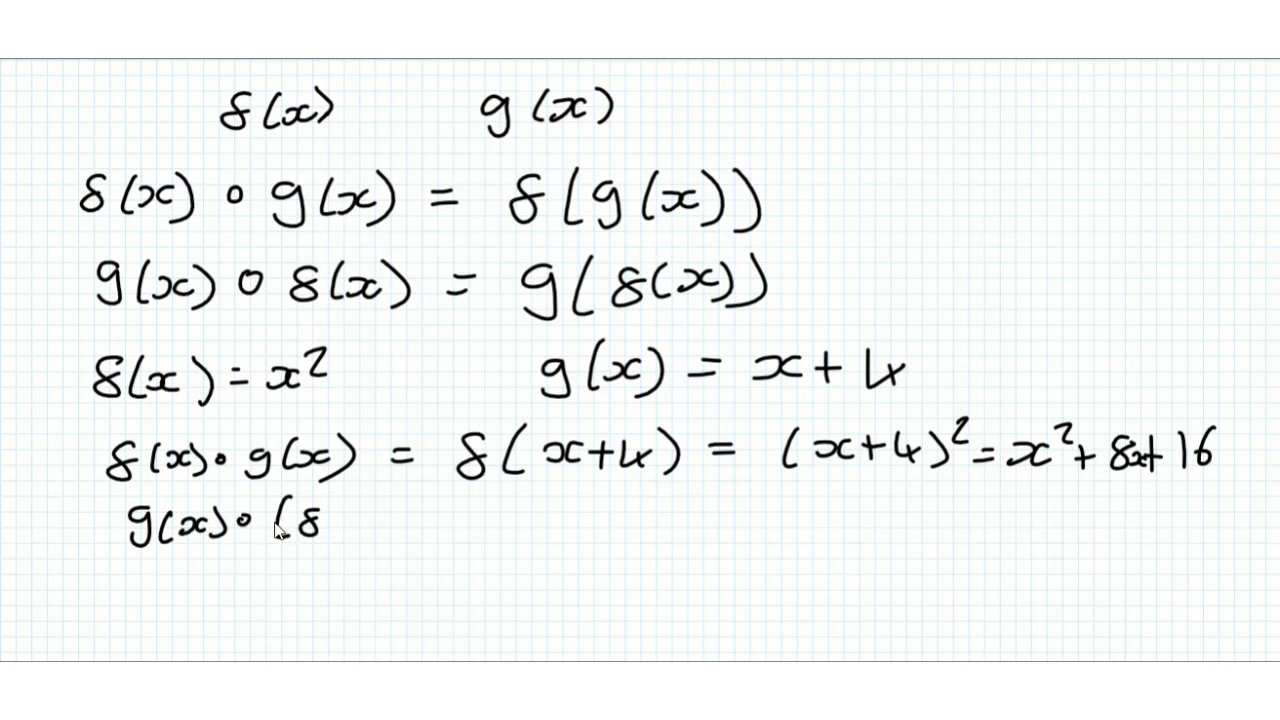 f(x) g(x)
f(x) ∘ g(x) = f(g(x))
g(x) ∘ f(x) = g(f(x))
f(x) = x² g(x) = x + 4
f(x) ∘ g(x) = f(x+4) = (x+4)² = x² + 8x + 16
g(x) ∘ (f